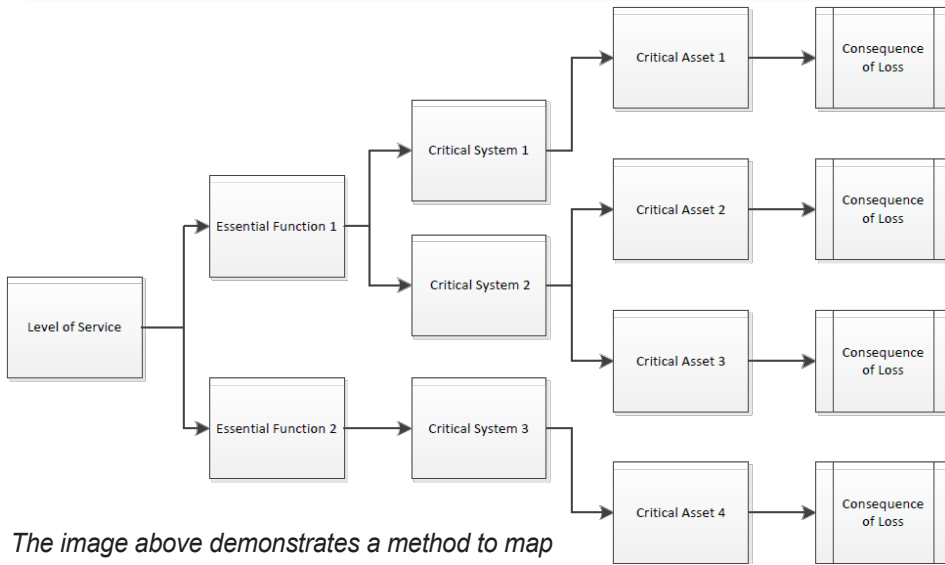 Critical Asset 1
Consequence
of Loss
Critical System 1
Critical Asset 2
Consequence
of Loss
Essential Function 1
Critical System 2
Level of Service
Critical Asset 3
Consequence
of Loss
Essential Function 2
Critical System 3
Critical Asset 4
Consequence
of Loss
The image above demonstrates a method to map